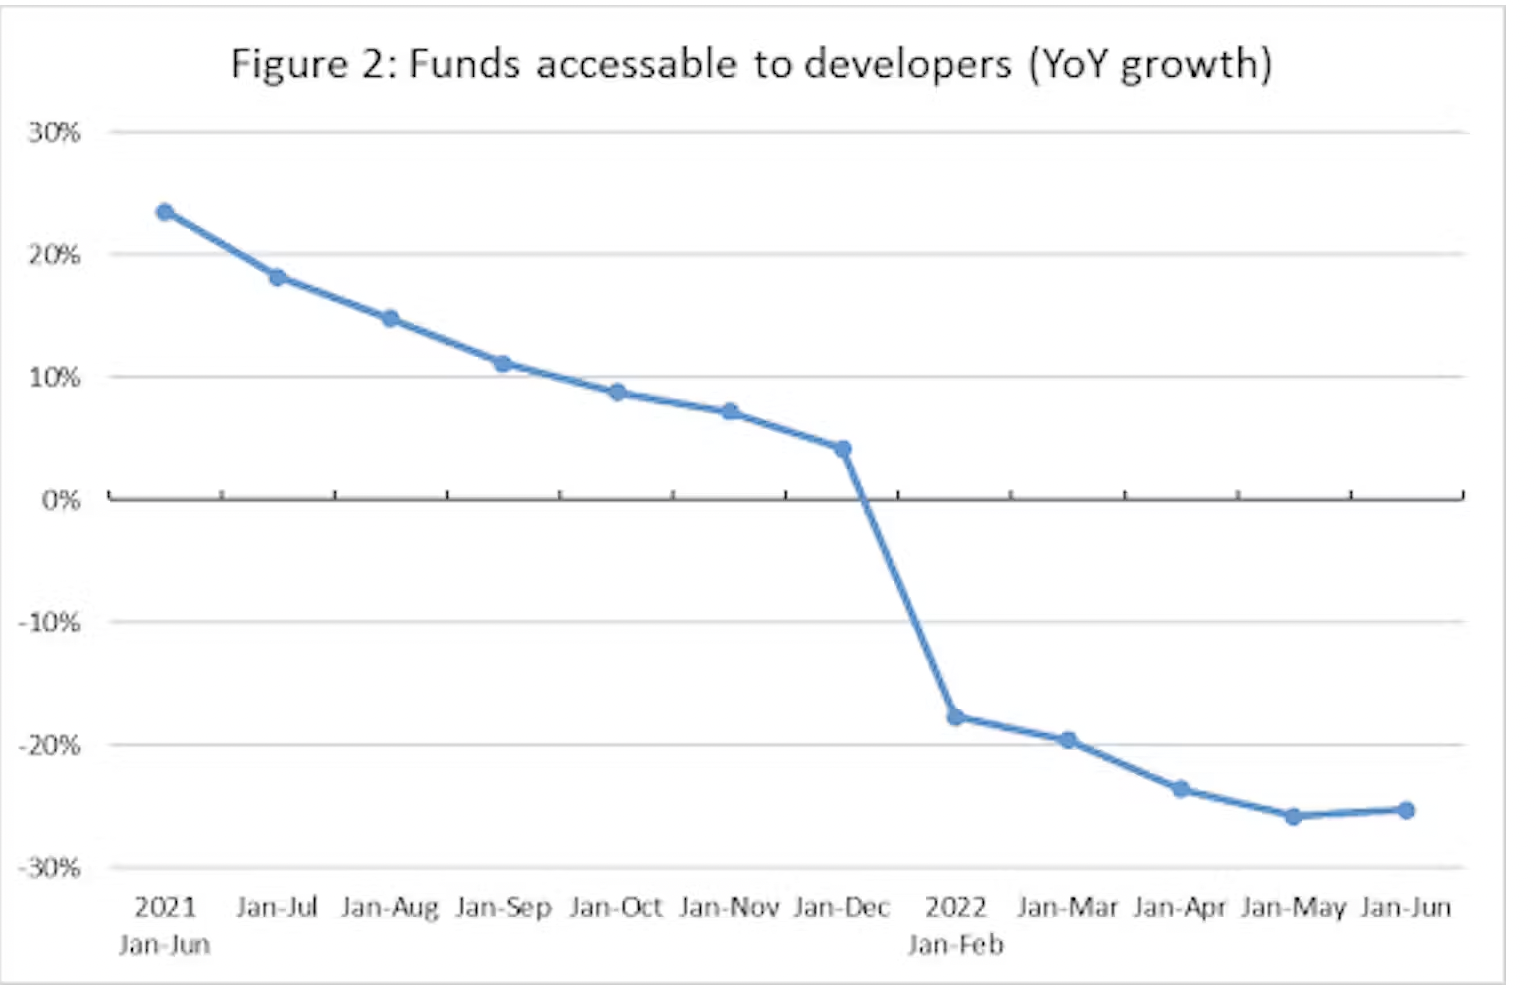 Figure 2: Funds accessable to developers (YoY growth)
30%
20%
10%
0%
-10%
-20%
-30%
2021 Jan-Jul Jan-Aug Jan-Sep Jan-Oct Jan-Nov Jan-Dec 2022 Jan-Mar Jan-Apr Jan-May Jan-Jun
Jan-Jun Jan-Feb